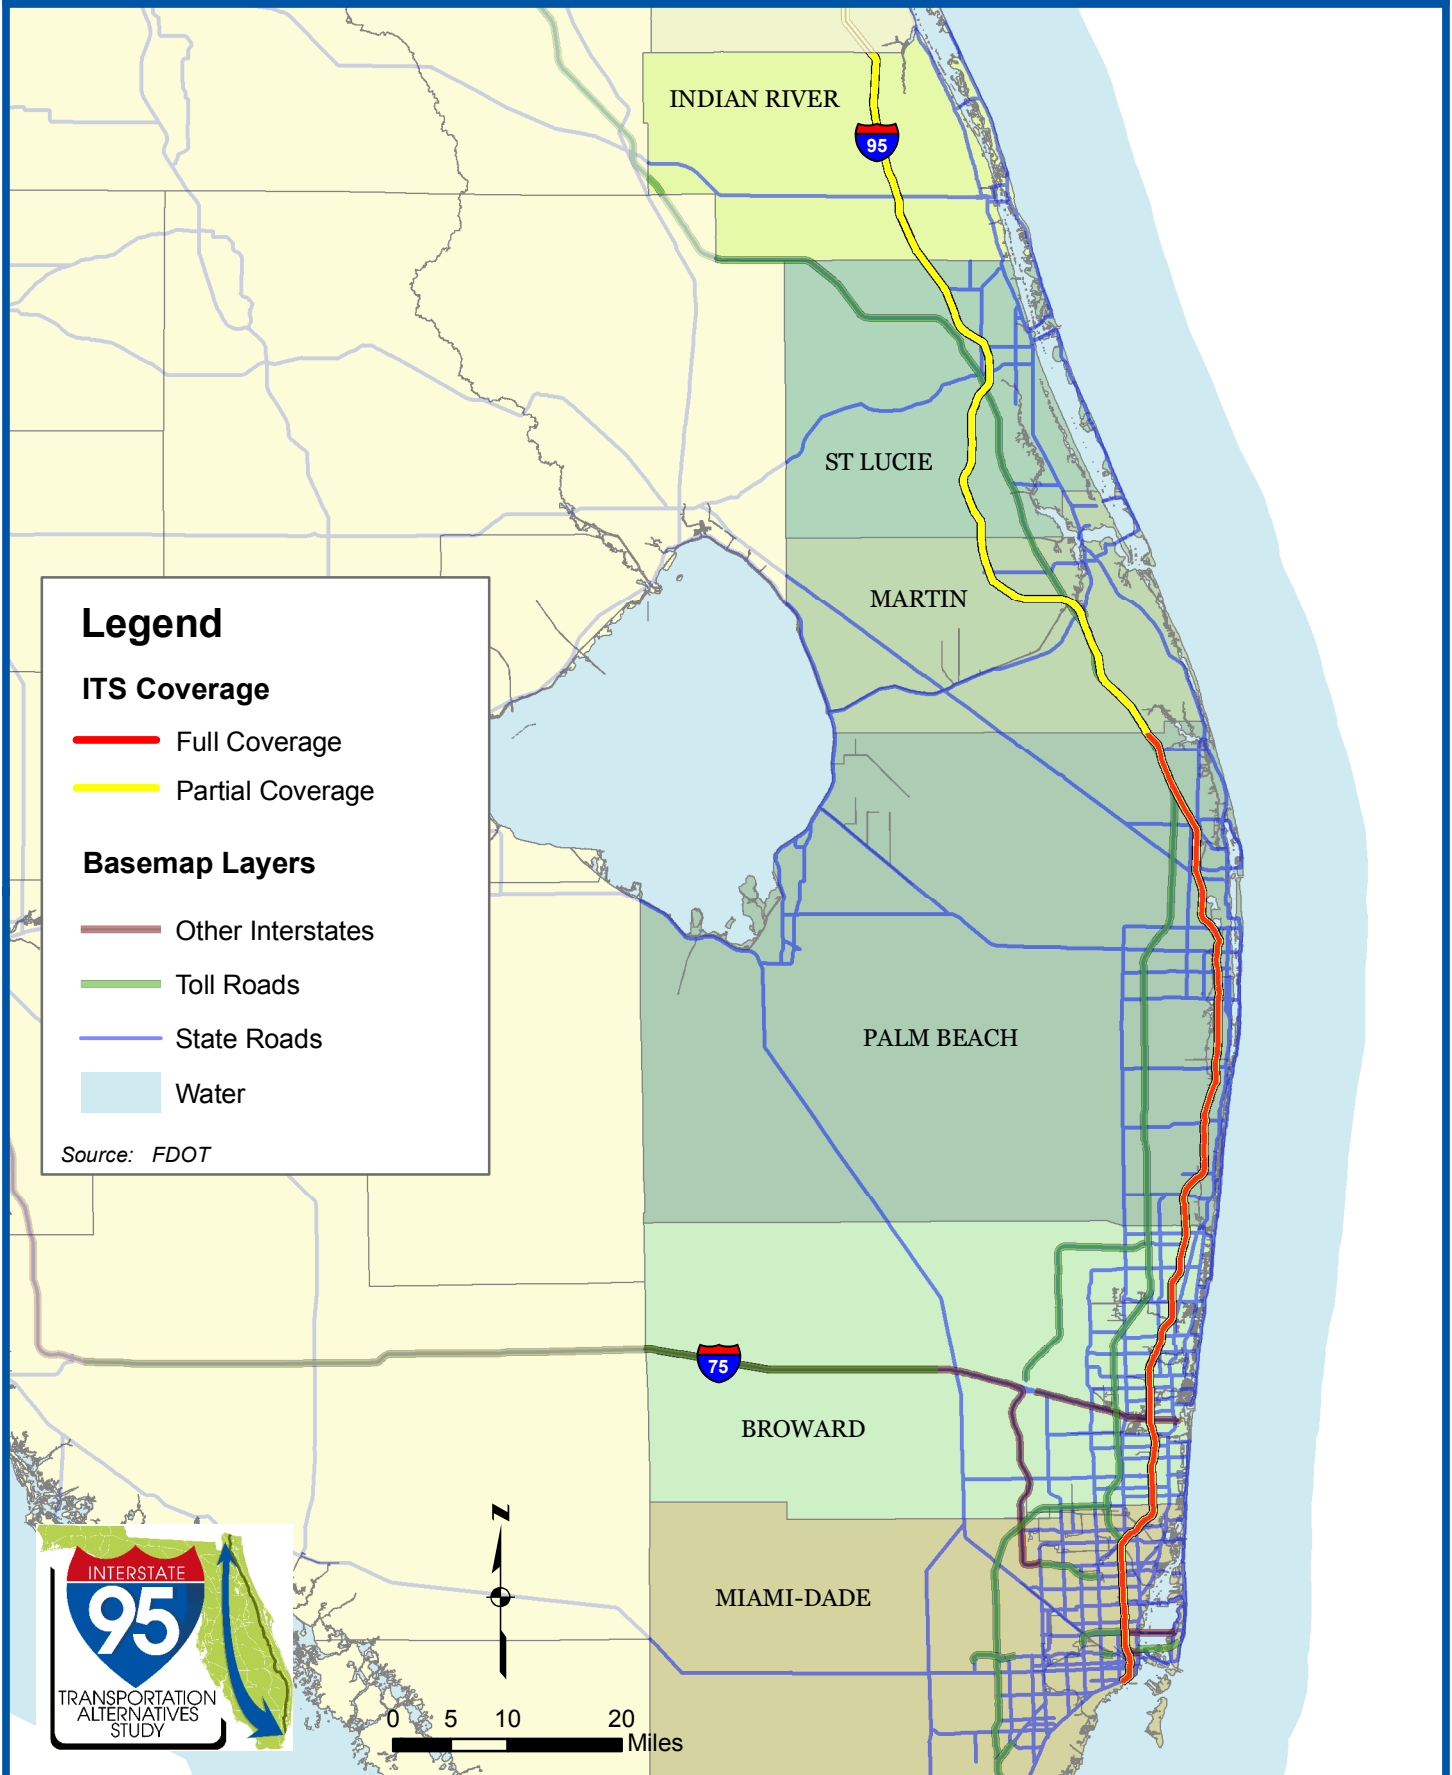 INDIAN RIVER
95
ST LUCIE
MARTIN
Legend
ITS Coverage
Full Coverage
Partial Coverage
Basemap Layers
Other Interstates
Toll Roads
State Roads
Water
Source: FDOT
PALM BEACH
75
BROWARD
MIAMI-DADE
N
INTERSTATE
95
TRANSPORTATION
ALTERNATIVES
STUDY
0 5 10 20
Miles